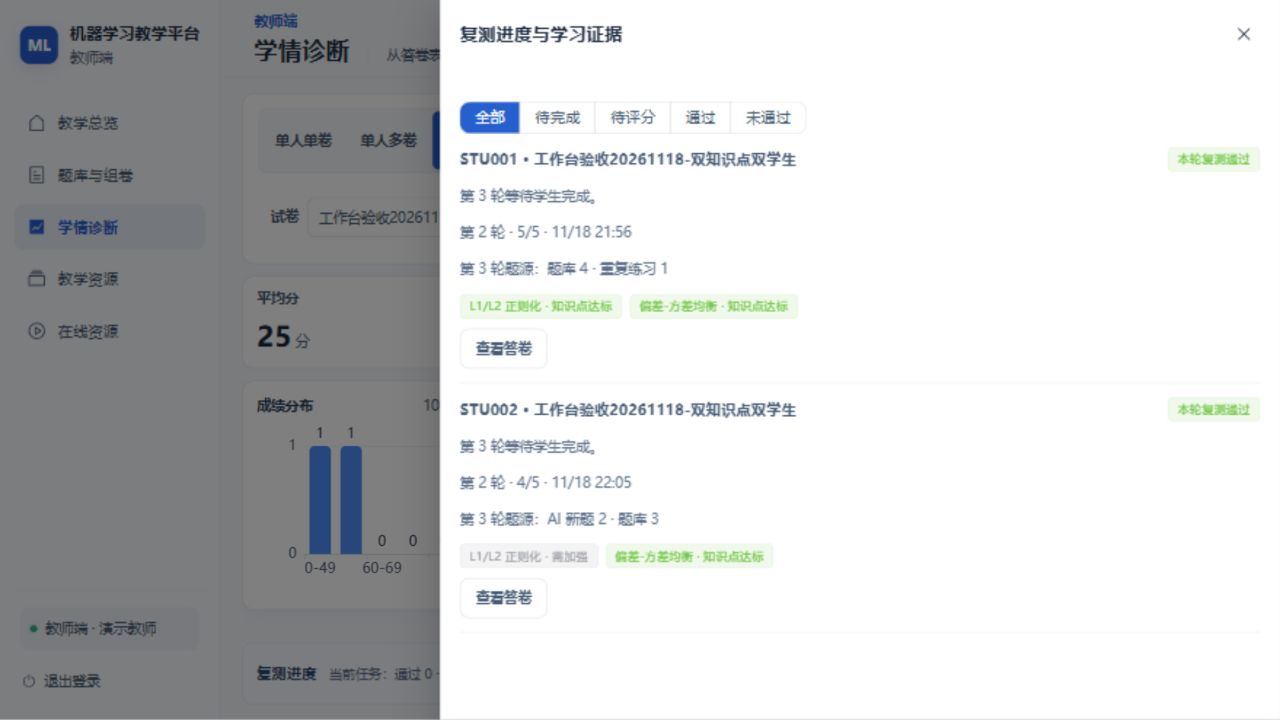 ML
机器学习教学平台
教师端
教学总览
题库与组卷
学情诊断
教学资源
在线资源
教师端 · 演示教师
退出登录
教师端
学情诊断
从答卷表
单人单卷 单人多卷
试卷 工作台验收202611
平均分
25 分
成绩分布 10
1 1
1
0 0
0
0-49 60-69
复测进度 当前任务：通过 0 ·
复测进度与学习证据
全部 待完成 待评分 通过 未通过
STU001 · 工作台验收20261118-双知识点双学生 本轮复测通过
第 3 轮等待学生完成。
第 2 轮 · 5/5 · 11/18 21:56
第 3 轮题源：题库 4 · 重复练习 1
L1/L2 正则化 · 知识点达标 偏差-方差均衡 · 知识点达标
查看答卷
STU002 · 工作台验收20261118-双知识点双学生 本轮复测通过
第 3 轮等待学生完成。
第 2 轮 · 4/5 · 11/18 22:05
第 3 轮题源：AI 新题 2 · 题库 3
L1/L2 正则化 · 需加强 偏差-方差均衡 · 知识点达标
查看答卷